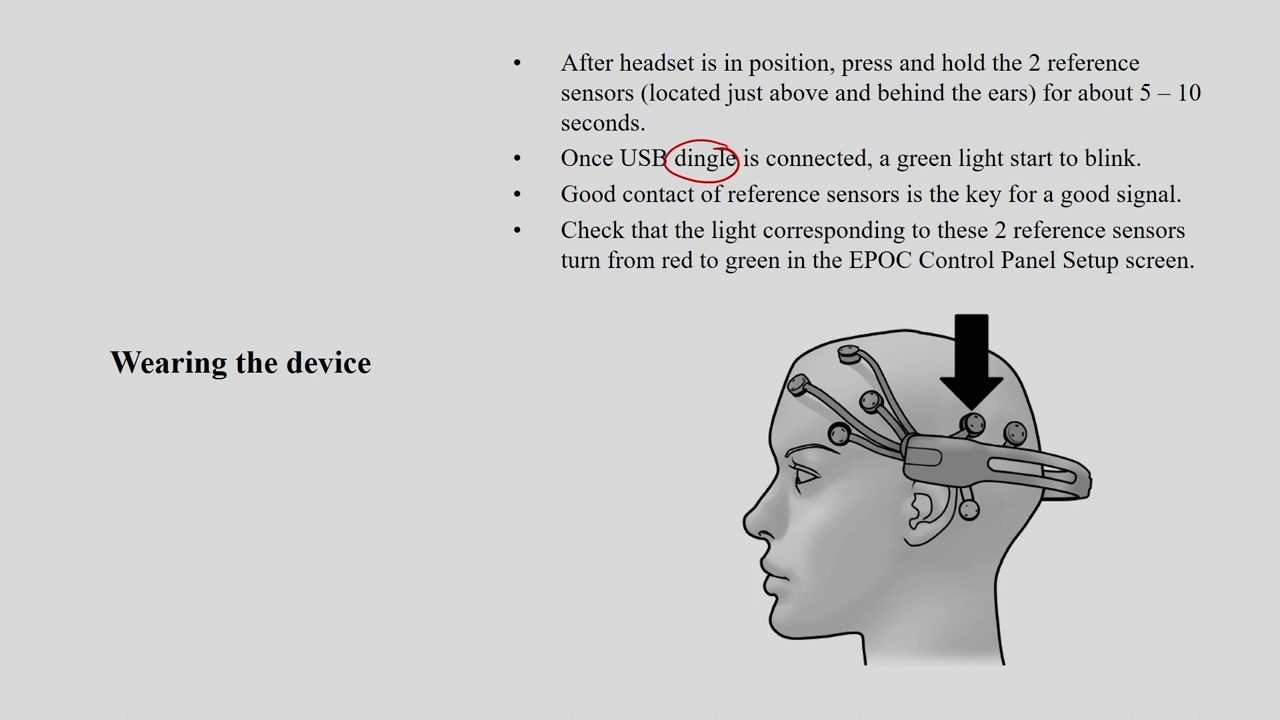 • After headset is in position, press and hold the 2 reference
sensors (located just above and behind the ears) for about 5 – 10
seconds.
• Once USB dingle is connected, a green light start to blink.
• Good contact of reference sensors is the key for a good signal.
• Check that the light corresponding to these 2 reference sensors
turn from red to green in the EPOC Control Panel Setup screen.
Wearing the device